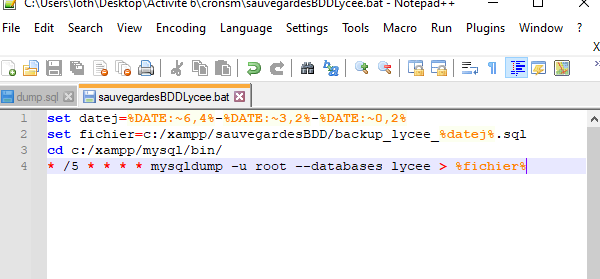 C:\Users\loth\Desktop\Activité 6\cronsm\sauvegardesBDDLycee.bat - Notepad++
File Edit Search View Encoding Language Settings Tools Macro Run Plugins Window ?
X
dump.sql sauvegardesBDDLycee.bat
1 set datej=%DATE:~6,4%-%DATE:~3,2%-%DATE:~0,2%
2 set fichier=c:/xampp/sauvegardesBDD/backup_lycee_%datej%.sql
3 cd c:/xampp/mysql/bin/
4 * /5 * * * * mysqldump -u root --databases lycee > %fichier%